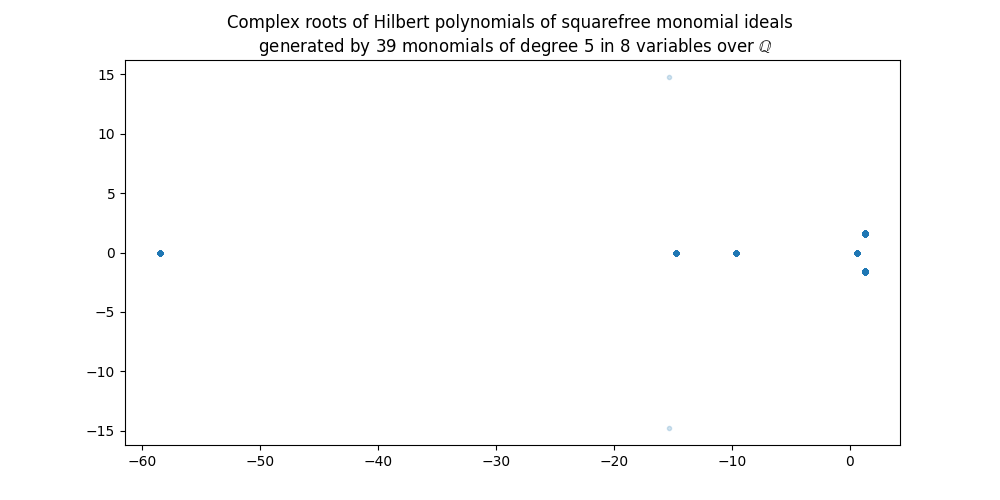 Complex roots of Hilbert polynomials of squarefree monomial ideals
generated by 39 monomials of degree 5 in 8 variables over ℚ
15
10
5
0
−5
−10
−15
−60 −50 −40 −30 −20 −10 0